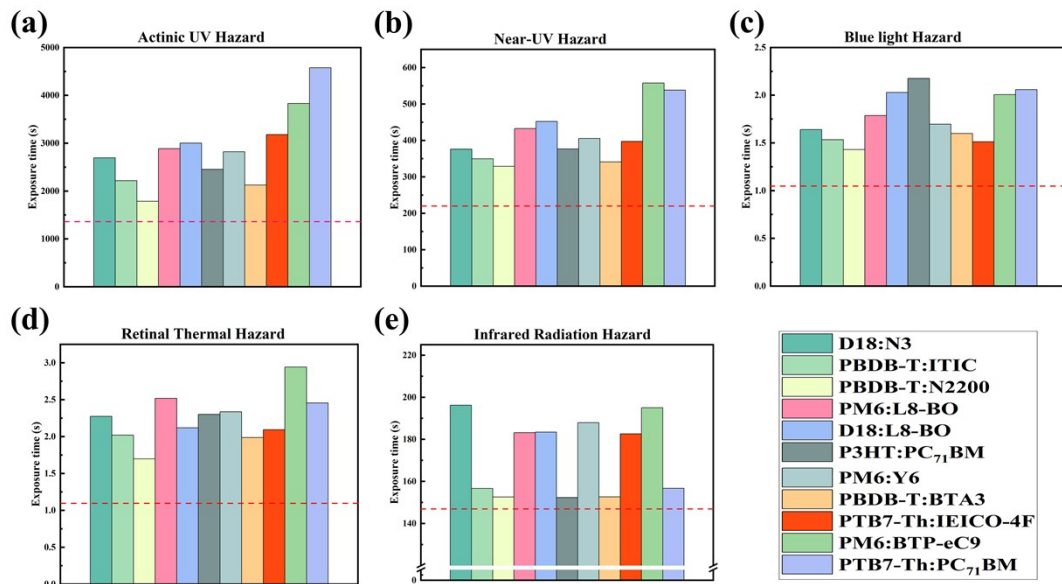 (a)
Actinic UV Hazard
5000
4000
3000
2000
1000
0
Exposure time (s)
(b)
Near-UV Hazard
600
500
400
300
200
100
0
Exposure time (s)
(c)
Blue light Hazard
2.5
2.0
1.5
1.0
0.5
0.0
Exposure time (s)
(d)
Retinal Thermal Hazard
3.0
2.5
2.0
1.5
1.0
0.5
0.0
Exposure time (s)
(e)
Infrared Radiation Hazard
220
200
180
160
140
0
Exposure time (s)
D18:N3
PBDB-T:ITIC
PBDB-T:N2200
PM6:L8-BO
D18:L8-BO
P3HT:PC₇₁BM
PM6:Y6
PBDB-T:BTA3
PTB7-Th:IEICO-4F
PM6:BTP-eC9
PTB7-Th:PC₇₁BM